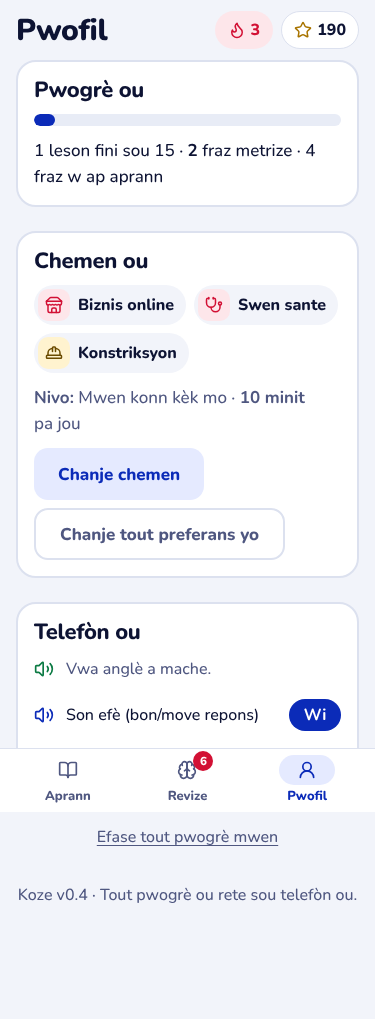 Pwofil
3
190
Pwogrè ou
1 leson fini sou 15 · 2 fraz metrize · 4
fraz w ap aprann
Chemen ou
Biznis online
Swen sante
Konstriksyon
Nivo: Mwen konn kèk mo · 10 minit
pa jou
Chanje chemen
Chanje tout preferans yo
Telefòn ou
Vwa anglè a mache.
Son efè (bon/move repons)
Wi
6
Aprann
Revize
Pwofil
Efase tout pwogrè mwen
Koze v0.4 · Tout pwogrè ou rete sou telefòn ou.